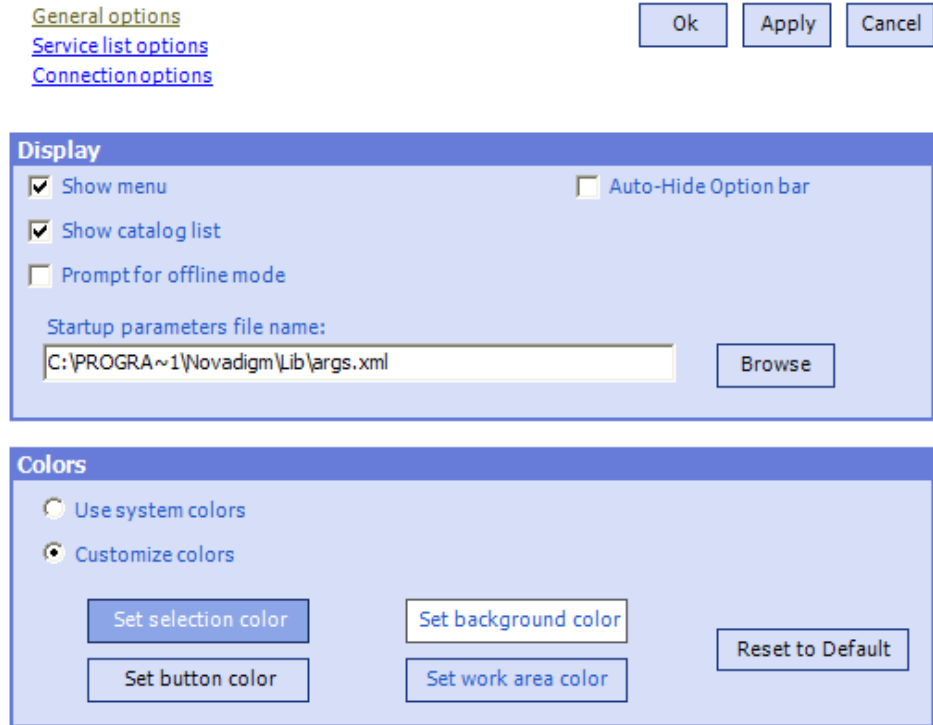 General options
Service list options
Connection options
Ok
Apply
Cancel
Display
Show menu
Auto-Hide Option bar
Show catalog list
Prompt for offline mode
Startup parameters file name:
C:\PROGRA~1\Novadigm\Lib\args.xml
Browse
Colors
Use system colors
Customize colors
Set selection color
Set background color
Reset to Default
Set button color
Set work area color